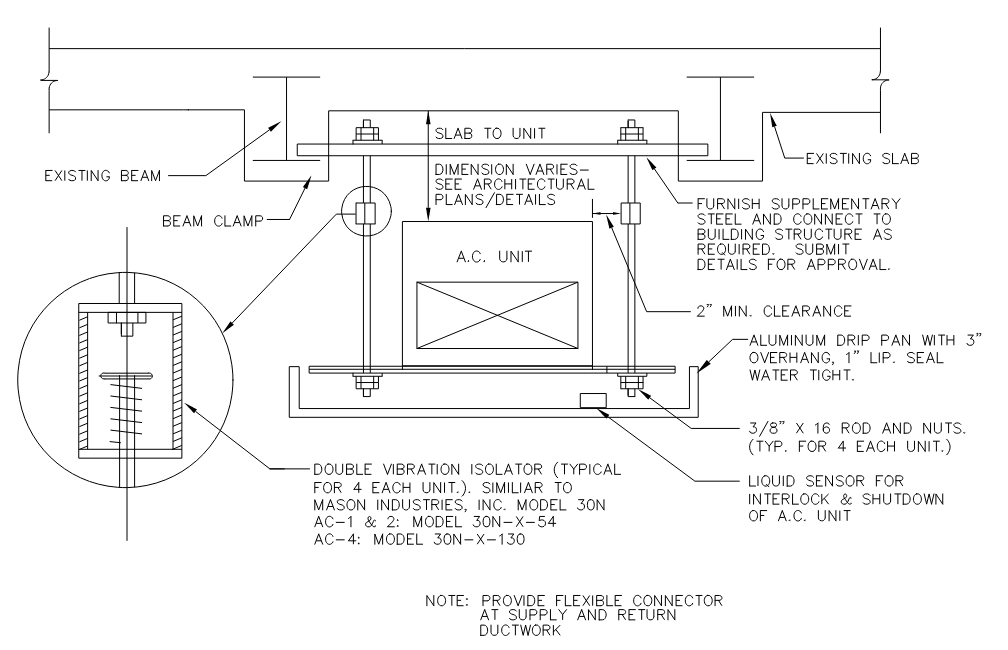 SLAB TO UNIT
EXISTING SLAB
DIMENSION VARIES-
SEE ARCHITECTURAL
PLANS/DETAILS
EXISTING BEAM
BEAM CLAMP
FURNISH SUPPLEMENTARY
STEEL AND CONNECT TO
BUILDING STRUCTURE AS
REQUIRED. SUBMIT
DETAILS FOR APPROVAL.
A.C. UNIT
2" MIN. CLEARANCE
ALUMINUM DRIP PAN WITH 3"
OVERHANG, 1" LIP. SEAL
WATER TIGHT.
3/8" X 16 ROD AND NUTS.
(TYP. FOR 4 EACH UNIT.)
DOUBLE VIBRATION ISOLATOR (TYPICAL
FOR 4 EACH UNIT.). SIMILIAR TO
MASON INDUSTRIES, INC. MODEL 30N
AC-1 & 2: MODEL 30N-X-54
AC-4: MODEL 30N-X-130
LIQUID SENSOR FOR
INTERLOCK & SHUTDOWN
OF A.C. UNIT
NOTE: PROVIDE FLEXIBLE CONNECTOR
AT SUPPLY AND RETURN
DUCTWORK